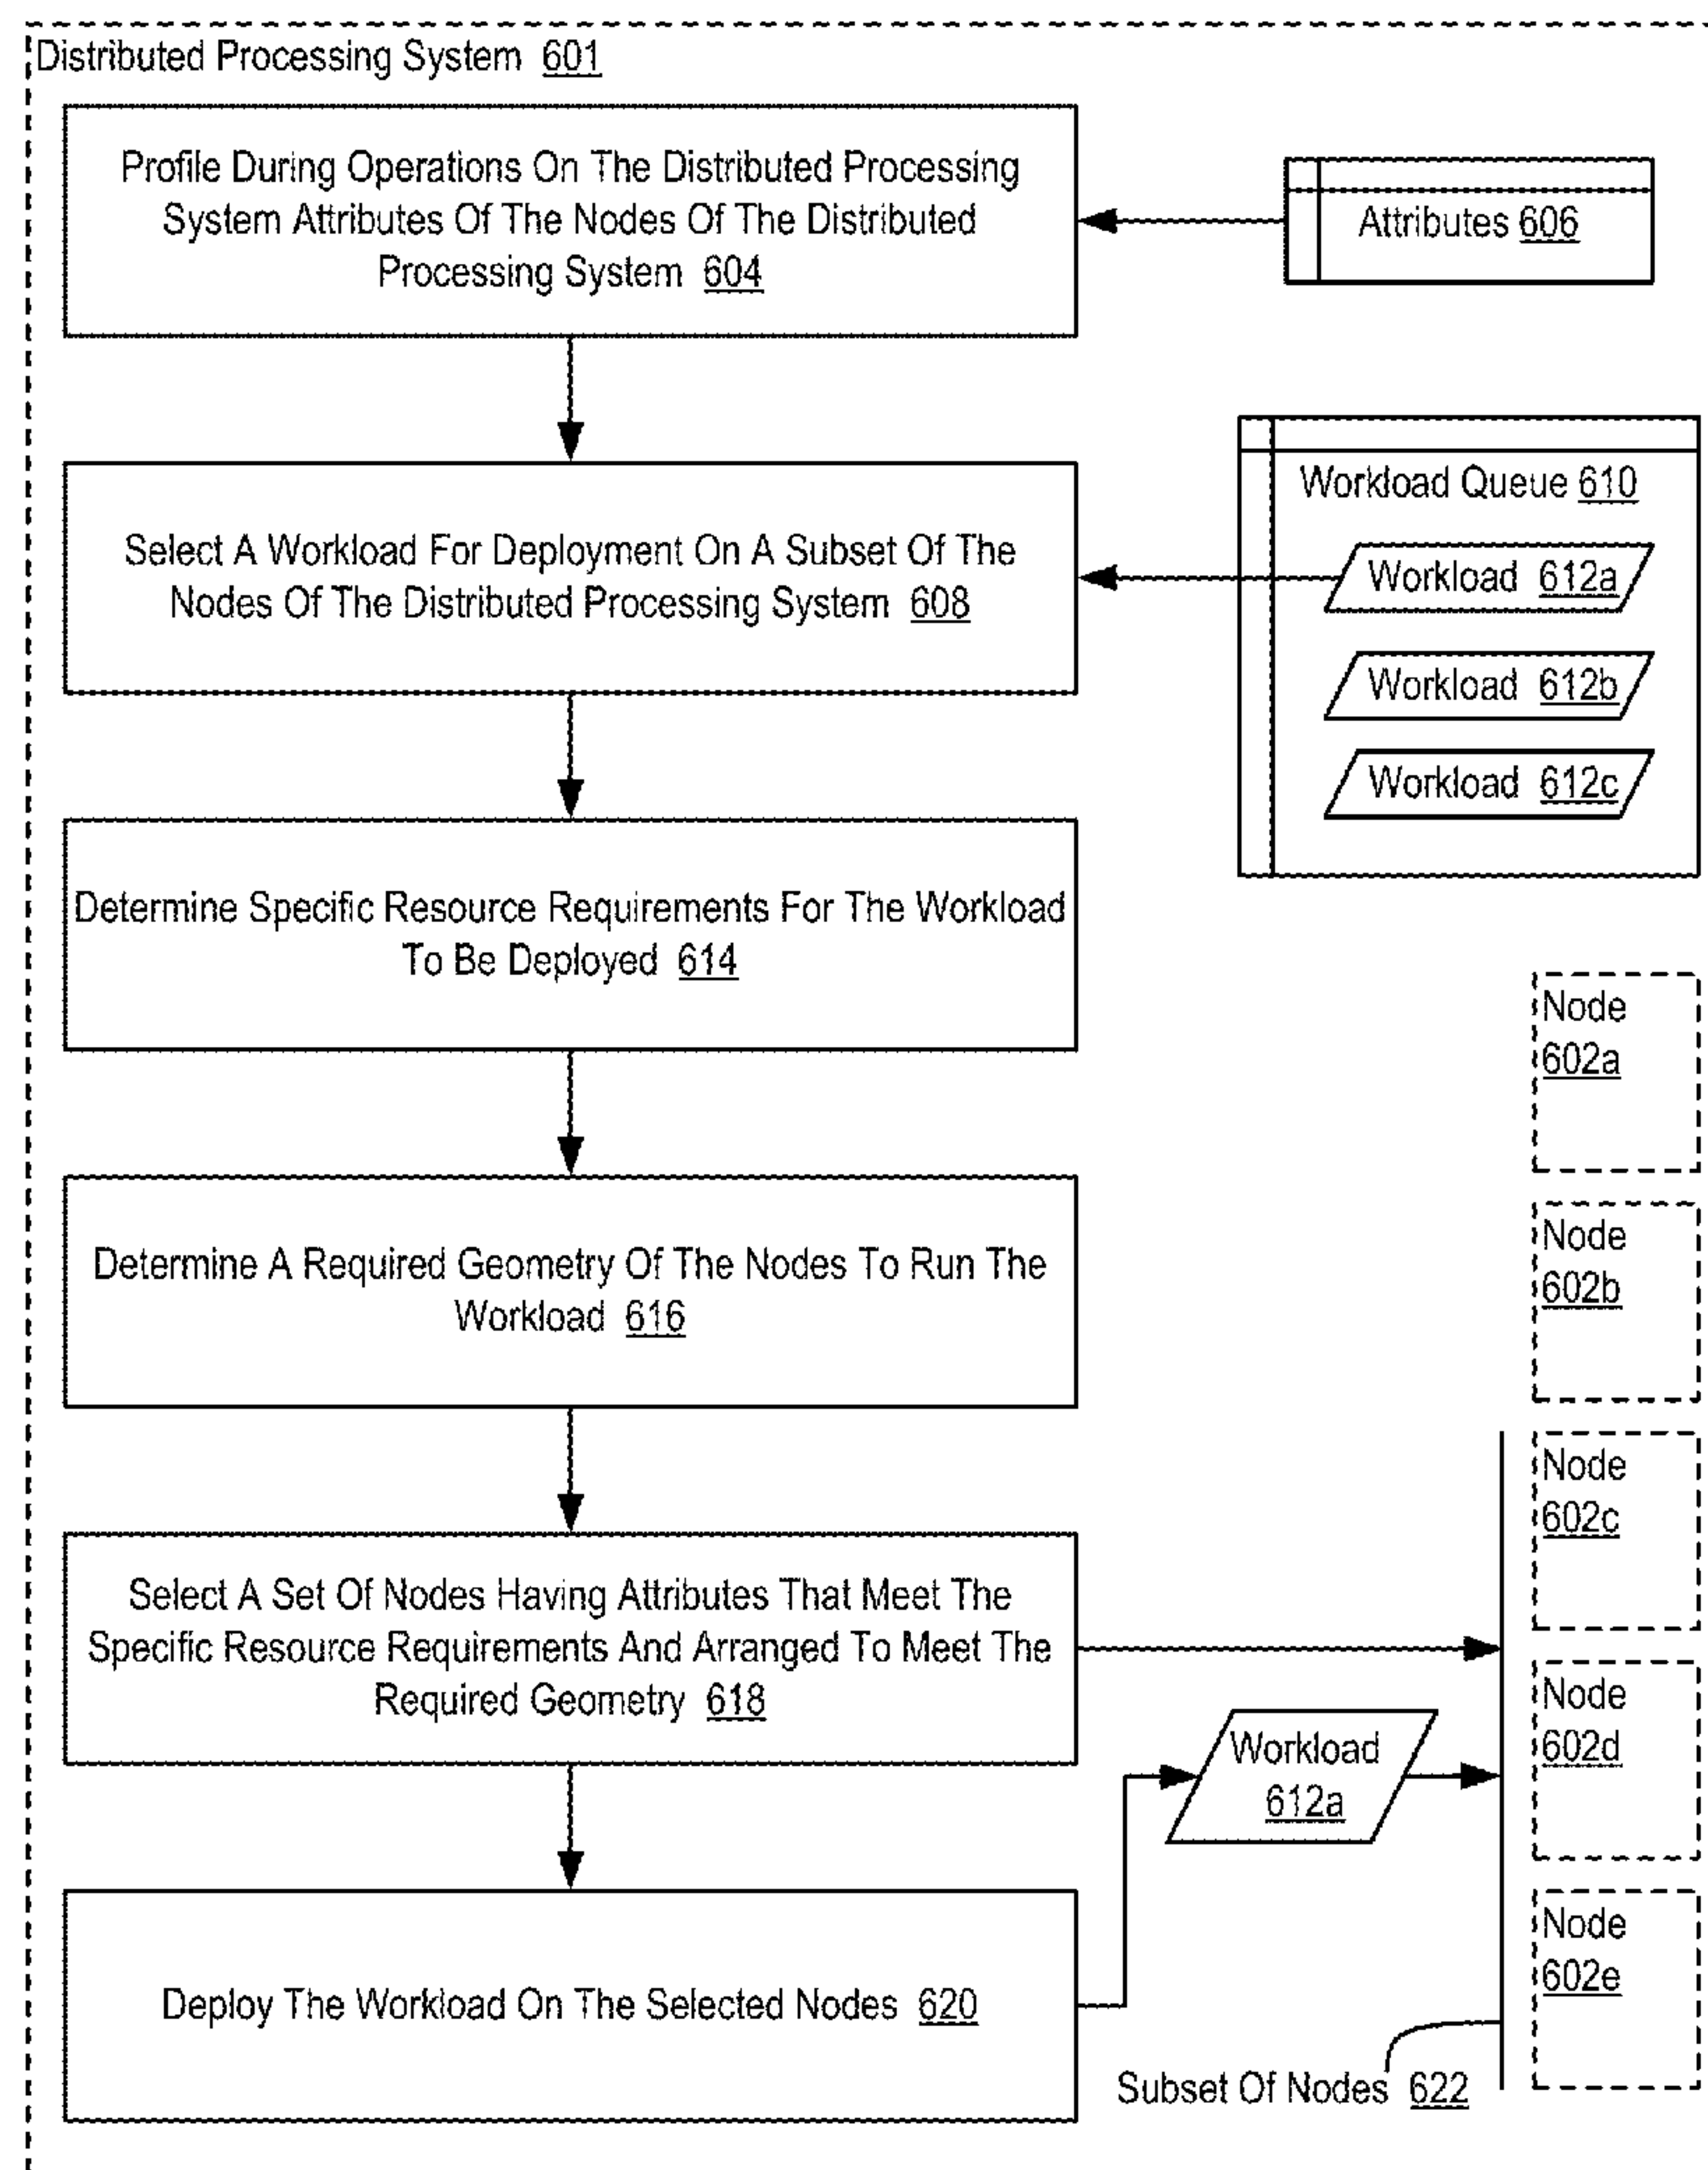 Distributed Processing System 601
Profile During Operations On The Distributed Processing
System Attributes Of The Nodes Of The Distributed
Processing System 604
Attributes 606
Select A Workload For Deployment On A Subset Of The
Nodes Of The Distributed Processing System 608
Workload Queue 610
Workload 612a
Workload 612b
Workload 612c
Determine Specific Resource Requirements For The Workload
To Be Deployed 614
Node
602a
Determine A Required Geometry Of The Nodes To Run The
Workload 616
Node
602b
Node
602c
Select A Set Of Nodes Having Attributes That Meet The
Specific Resource Requirements And Arranged To Meet The
Required Geometry 618
Node
602d
Workload
612a
Deploy The Workload On The Selected Nodes 620
Node
602e
Subset Of Nodes 622